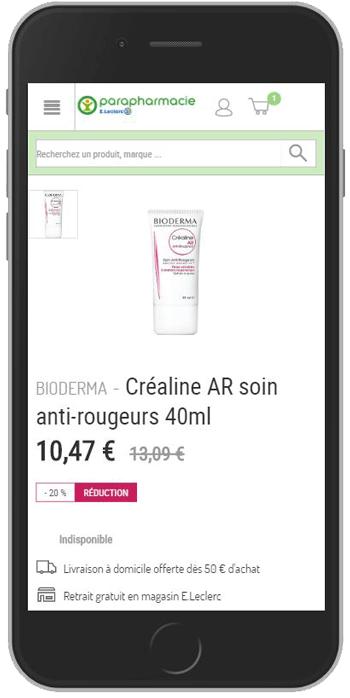 parapharmacie
E.Leclerc
1
Recherchez un produit, marque ...
BIODERMA
Créaline
AR
BIODERMA - Créaline AR soin
anti-rougeurs 40ml
10,47 € 13,09 €
- 20 % RÉDUCTION
Indisponible
Livraison à domicile offerte dès 50 € d'achat
Retrait gratuit en magasin E.Leclerc